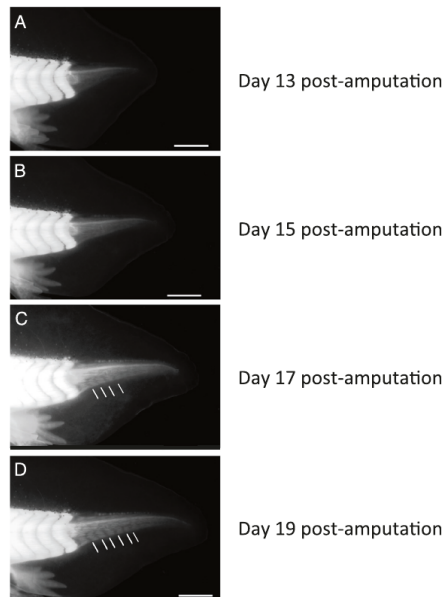 A
Day 13 post-amputation
B
Day 15 post-amputation
C
Day 17 post-amputation
D
Day 19 post-amputation